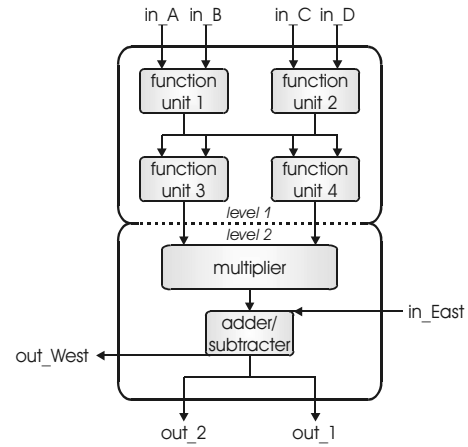 in_A in_B in_C in_D
function unit 1
function unit 2
function unit 3
function unit 4
level 1
level 2
multiplier
in_East
adder/
subtracter
out_West
out_2 out_1